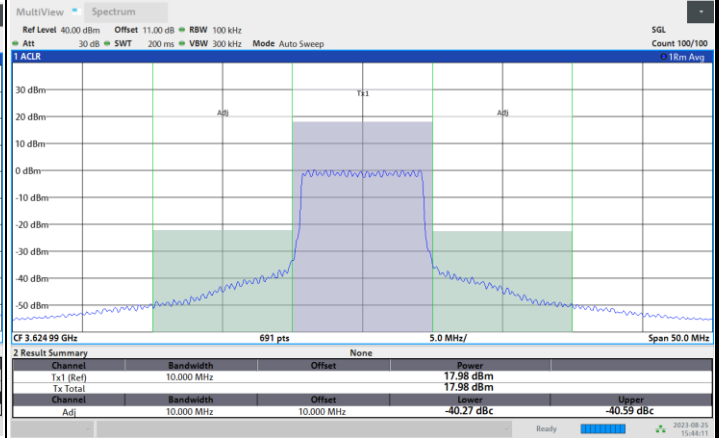 MultiView Spectrum
Ref Level 40.00 dBm Offset 11.00 dB RBW 100 kHz SGL
Att 30 dB SWT 200 ms VBW 300 kHz Mode Auto Sweep Count 100/100
1 ACLR 1Rm Avg
30 dBm
Tx1
20 dBm
Adj Adj
10 dBm
0 dBm
-10 dBm
-20 dBm
-30 dBm
-40 dBm
-50 dBm
CF 3.624 99 GHz 691 pts 5.0 MHz/ Span 50.0 MHz
2 Result Summary None
Channel Bandwidth Offset Power
Tx1 (Ref) 10.000 MHz 17.98 dBm
Tx Total 17.98 dBm
Channel Bandwidth Offset Lower Upper
Adj 10.000 MHz 10.000 MHz -40.27 dBc -40.59 dBc
Ready 2023-08-25
15:44:11